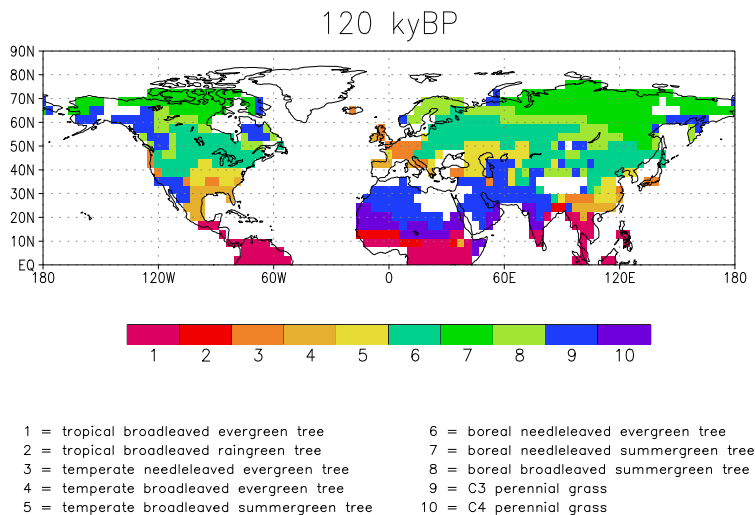 120 kyBP
90N
80N
70N
60N
50N
40N
30N
20N
10N
EQ
180 120W 60W 0 60E 120E 180
1 2 3 4 5 6 7 8 9 10
1 = tropical broadleaved evergreen tree
2 = tropical broadleaved raingreen tree
3 = temperate needleleaved evergreen tree
4 = temperate broadleaved evergreen tree
5 = temperate broadleaved summergreen tree
6 = boreal needleleaved evergreen tree
7 = boreal needleleaved summergreen tree
8 = boreal broadleaved summergreen tree
9 = C3 perennial grass
10 = C4 perennial grass